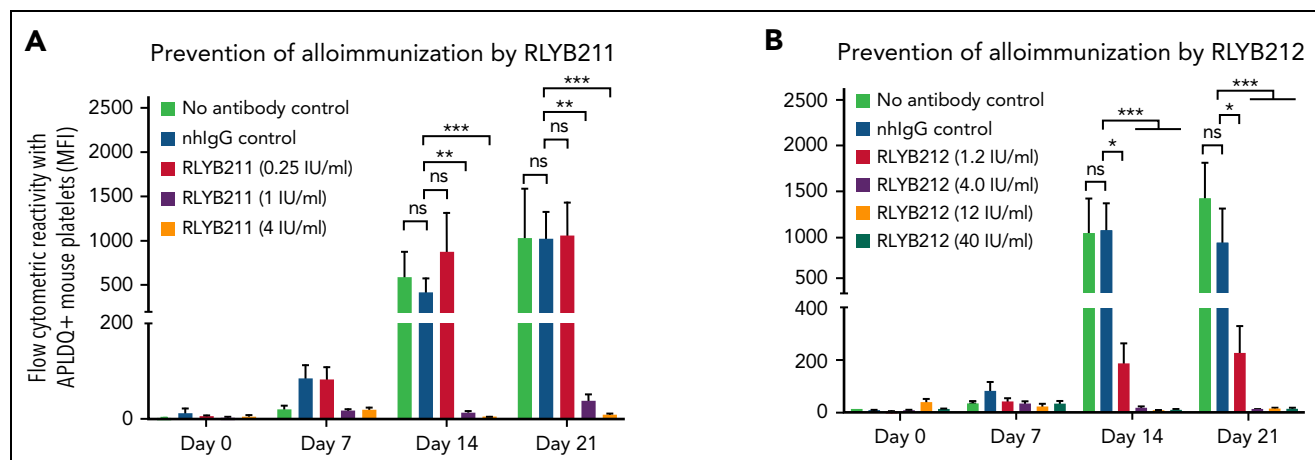 A
Prevention of alloimmunization by RLYB211
Flow cytometric reactivity with
APLDQ+ mouse platelets (MFI)
2500
2000
1500
1000
500
200
0
No antibody control
nhIgG control
RLYB211 (0.25 IU/ml)
RLYB211 (1 IU/ml)
RLYB211 (4 IU/ml)
ns
ns
**
***
ns
ns
**
***
Day 0
Day 7
Day 14
Day 21
B
Prevention of alloimmunization by RLYB212
2500
2000
1500
1000
500
400
200
0
No antibody control
nhIgG control
RLYB212 (1.2 IU/ml)
RLYB212 (4.0 IU/ml)
RLYB212 (12 IU/ml)
RLYB212 (40 IU/ml)
ns
*
***
ns
*
***
Day 0
Day 7
Day 14
Day 21